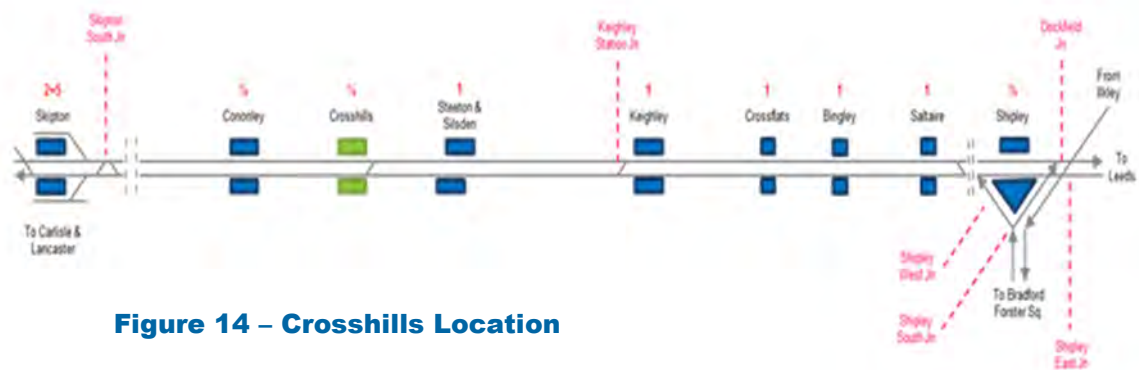 Skipton
South Jn
Keighley
Station Jn
Dockfield
Jn
From
Ilkley
2-5
1
1
1
1
1
Skipton
Cononley
Crosshills
Steeton &
Silsden
Keighley
Crossflats
Bingley
Saltaire
Shipley
To
Leeds
To Carlisle &
Lancaster
Shipley
West Jn
To Bradford
Forster Sq
Shipley
South Jn
Shipley
East Jn
Figure 14 – Crosshills Location